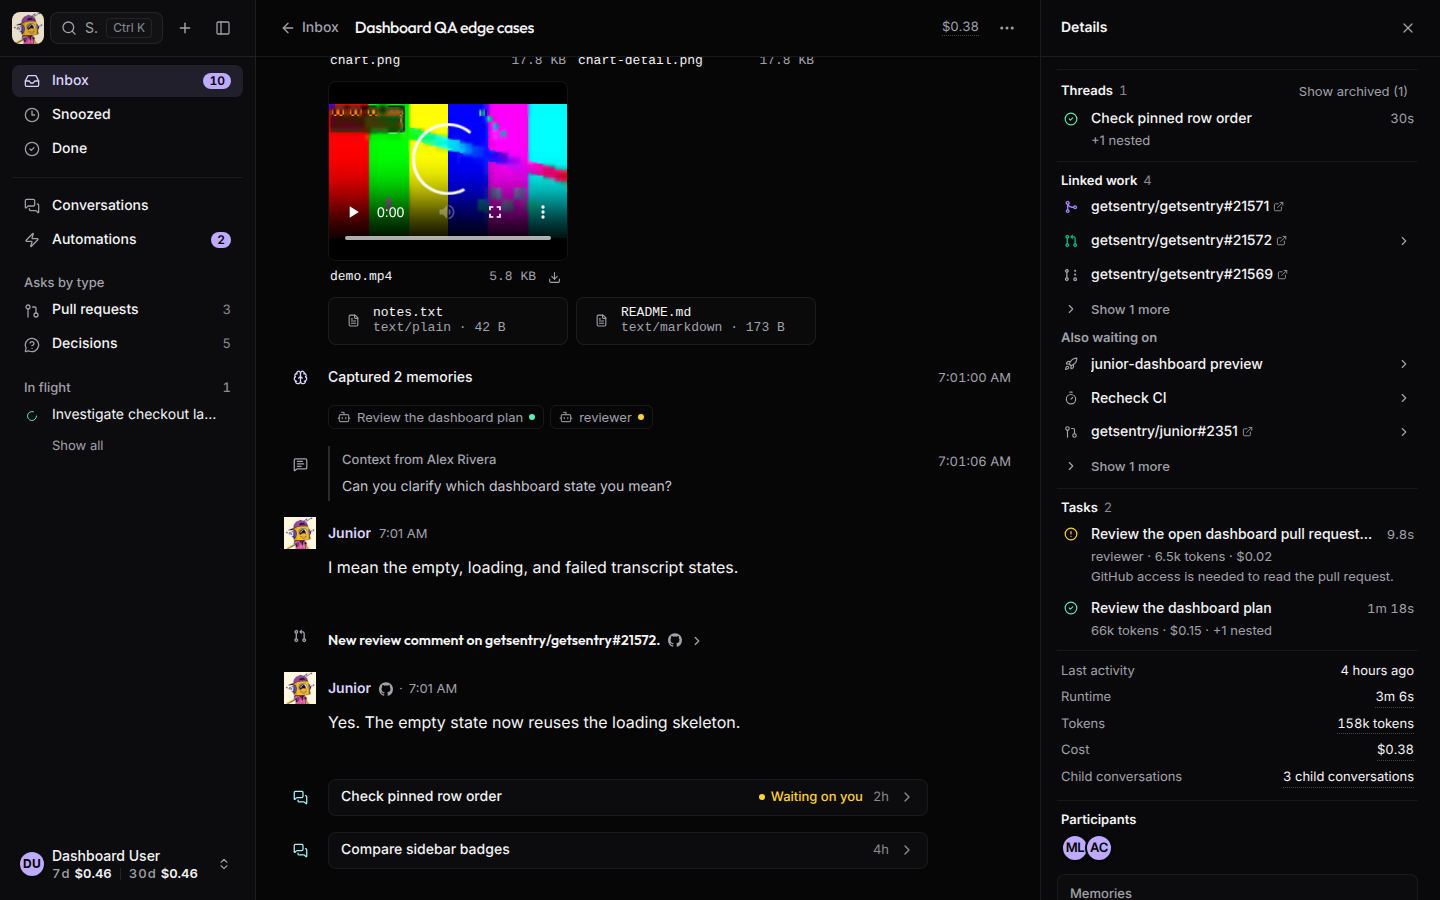 S.
Ctrl K
Inbox
10
Snoozed
Done
Conversations
Automations
2
Asks by type
Pull requests
3
Decisions
5
In flight
1
Investigate checkout la...
Show all
DU
Dashboard User
7d $0.46 | 30d $0.46
Inbox
Dashboard QA edge cases
$0.38
chart.png
17.8 KB
chart-detail.png
17.8 KB
0:00
demo.mp4
5.8 KB
notes.txt
text/plain · 42 B
README.md
text/markdown · 173 B
Captured 2 memories
7:01:00 AM
Review the dashboard plan
reviewer
Context from Alex Rivera
7:01:06 AM
Can you clarify which dashboard state you mean?
Junior 7:01 AM
I mean the empty, loading, and failed transcript states.
New review comment on getsentry/getsentry#21572.
Junior · 7:01 AM
Yes. The empty state now reuses the loading skeleton.
Check pinned row order
Waiting on you
2h
Compare sidebar badges
4h
Details
Threads 1
Show archived (1)
Check pinned row order
30s
+1 nested
Linked work 4
getsentry/getsentry#21571
getsentry/getsentry#21572
getsentry/getsentry#21569
Show 1 more
Also waiting on
junior-dashboard preview
Recheck CI
getsentry/junior#2351
Show 1 more
Tasks 2
Review the open dashboard pull request...
9.8s
reviewer · 6.5k tokens · $0.02
GitHub access is needed to read the pull request.
Review the dashboard plan
1m 18s
66k tokens · $0.15 · +1 nested
Last activity
4 hours ago
Runtime
3m 6s
Tokens
158k tokens
Cost
$0.38
Child conversations
3 child conversations
Participants
ML
AC
Memories